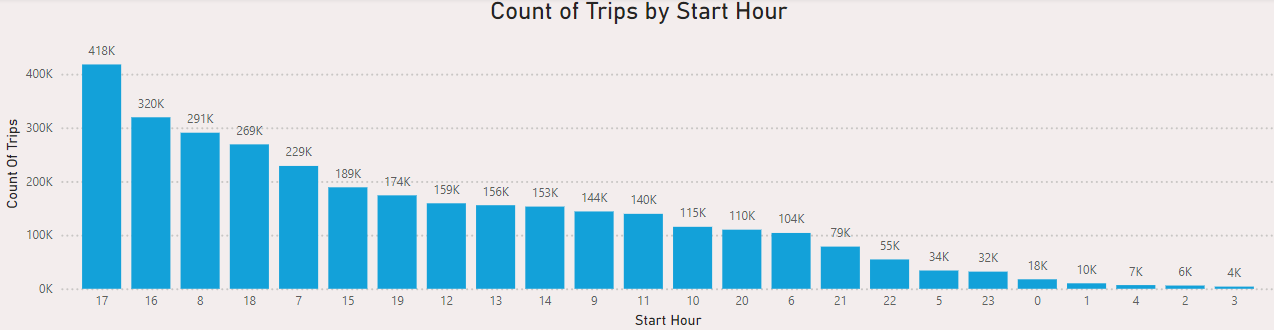 Count of Trips by Start Hour
418K
320K
291K
269K
229K
189K
174K
159K
156K
153K
144K
140K
115K
110K
104K
79K
55K
34K
32K
18K
10K
7K
6K
4K
400K
300K
200K
100K
0K
Count Of Trips
17 16 8 18 7 15 19 12 13 14 9 11 10 20 6 21 22 5 23 0 1 4 2 3
Start Hour